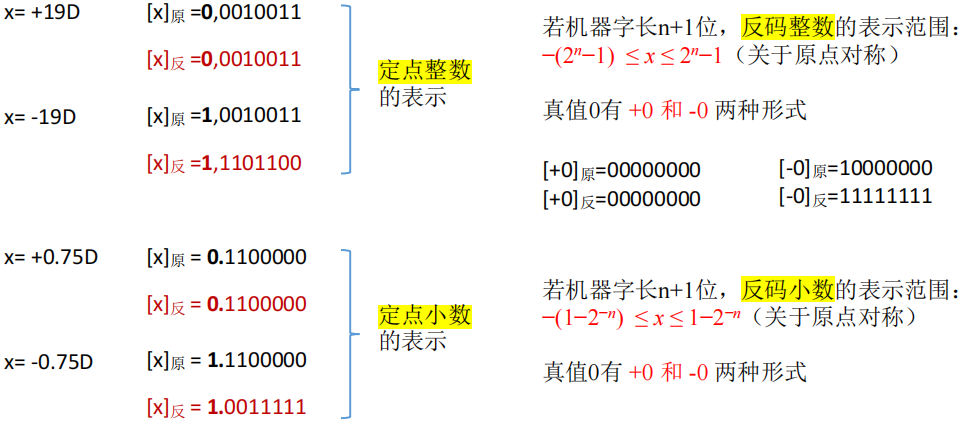 x= +19D [x]原 =0,0010011
[x]反 =0,0010011
x= -19D [x]原 =1,0010011
[x]反 =1,1101100
定点整数
的表示
若机器字长n+1位，反码整数的表示范围：
−(2ⁿ−1) ≤ x ≤ 2ⁿ−1（关于原点对称）
真值0有 +0 和 -0 两种形式
[+0]原=00000000 [-0]原=10000000
[+0]反=00000000 [-0]反=11111111
x= +0.75D [x]原 = 0.1100000
[x]反 = 0.1100000
x= -0.75D [x]原 = 1.1100000
[x]反 = 1.0011111
定点小数
的表示
若机器字长n+1位，反码小数的表示范围：
−(1−2⁻ⁿ) ≤ x ≤ 1−2⁻ⁿ（关于原点对称）
真值0有 +0 和 -0 两种形式